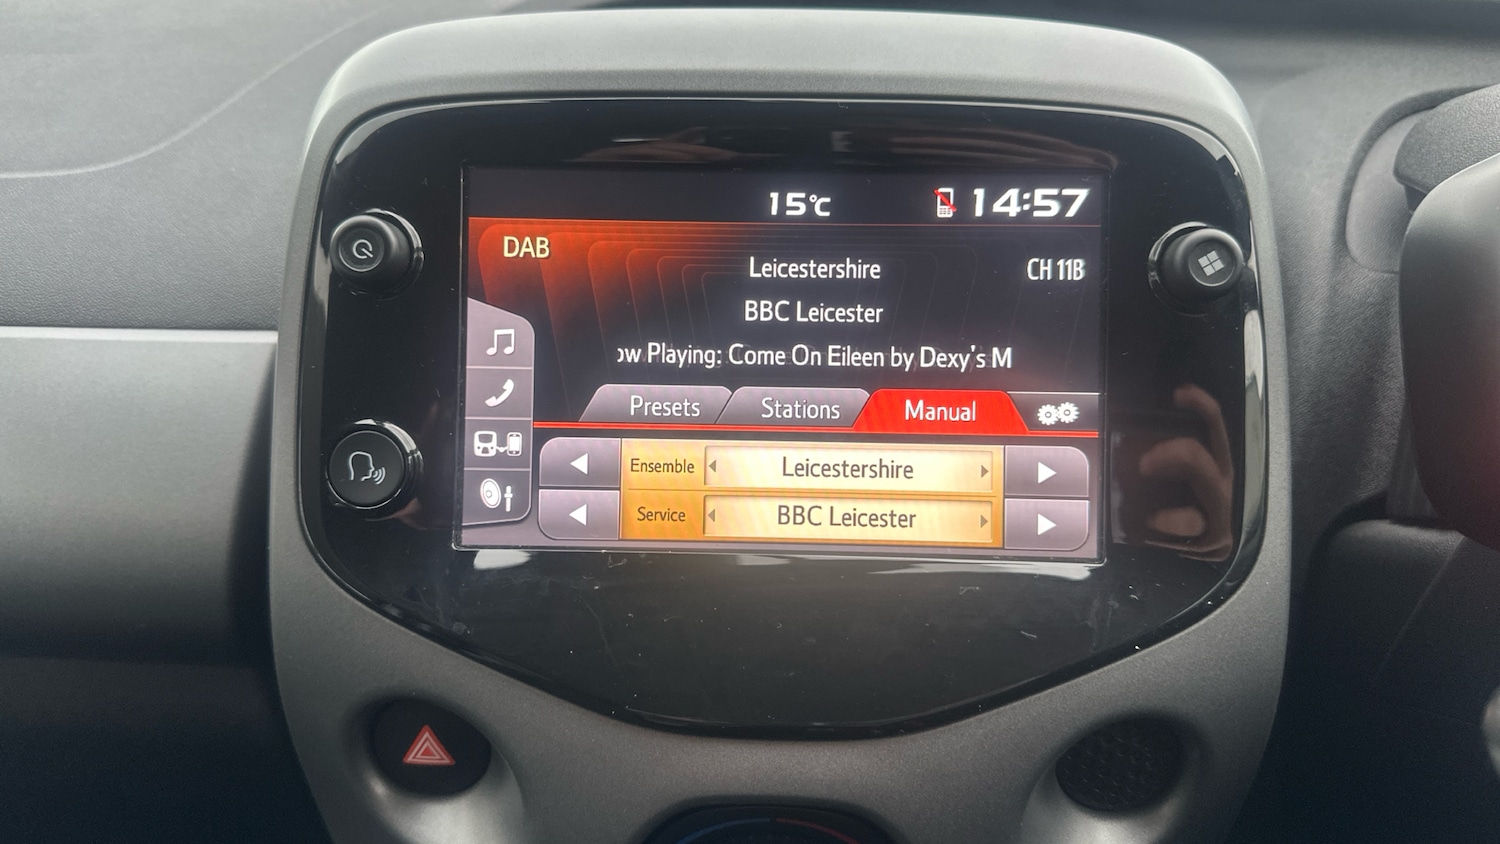 15°C 14:57
DAB
Leicestershire CH 11B
BBC Leicester
ow Playing: Come On Eileen by Dexy's M
Presets Stations Manual
Ensemble Leicestershire
Service BBC Leicester